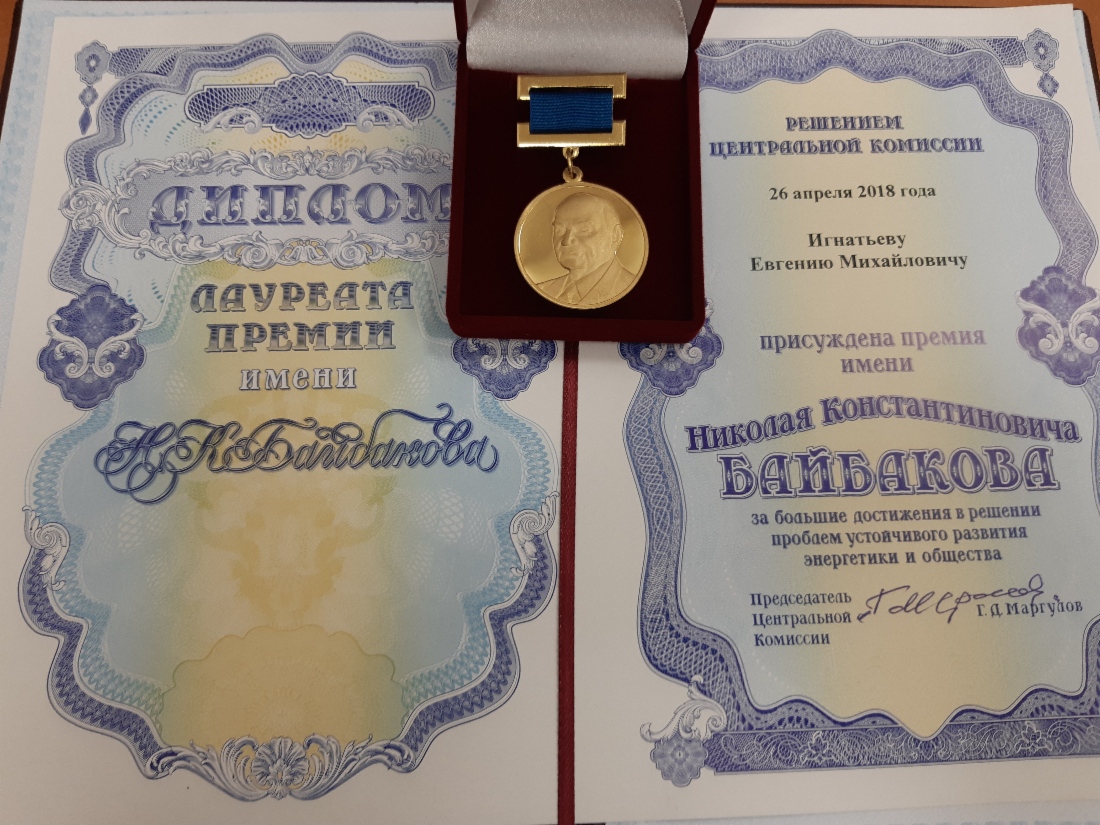 ДИПЛОМ
ЛАУРЕАТА
ПРЕМИИ
имени
Н.К.Байбакова
РЕШЕНИЕМ
ЦЕНТРАЛЬНОЙ КОМИССИИ
26 апреля 2018 года
Игнатьеву
Евгению Михайловичу
присуждена премия
имени
Николая Константиновича
БАЙБАКОВА
за большие достижения в решении
проблем устойчивого развития
энергетики и общества
Председатель
Центральной
Комиссии
Г.Д.Маргулов